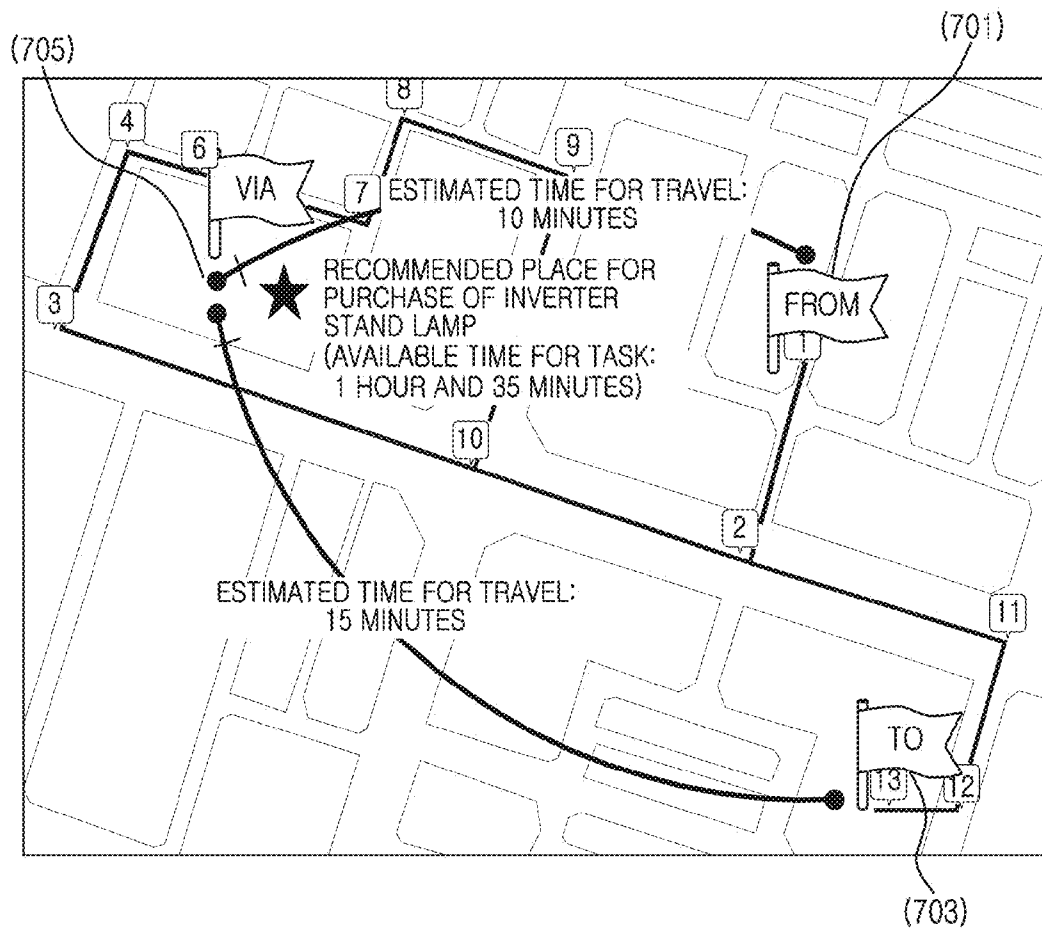 (705)
(701)
8
4
9
6
VIA
7
ESTIMATED TIME FOR TRAVEL:
10 MINUTES
3
RECOMMENDED PLACE FOR
PURCHASE OF INVERTER
STAND LAMP
(AVAILABLE TIME FOR TASK:
1 HOUR AND 35 MINUTES)
FROM
1
10
2
ESTIMATED TIME FOR TRAVEL:
15 MINUTES
11
TO
13
12
(703)